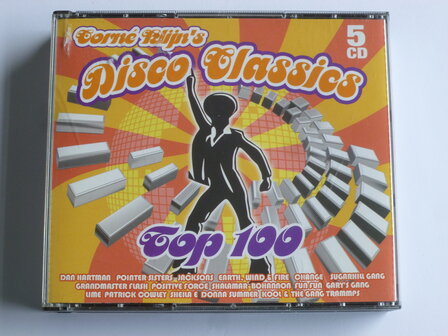 Corné Klijn's
Disco Classics
5
CD
Top 100
DAN HARTMAN POINTER SISTERS JACKSONS EARTH, WIND & FIRE CHANGE SUGARHILL GANG
GRANDMASTER FLASH POSITIVE FORCE SHALAMAR BOHANNON FUN FUN GARY'S GANG
LIME PATRICK COWLEY SHEILA E DONNA SUMMER KOOL & THE GANG TRAMMPS